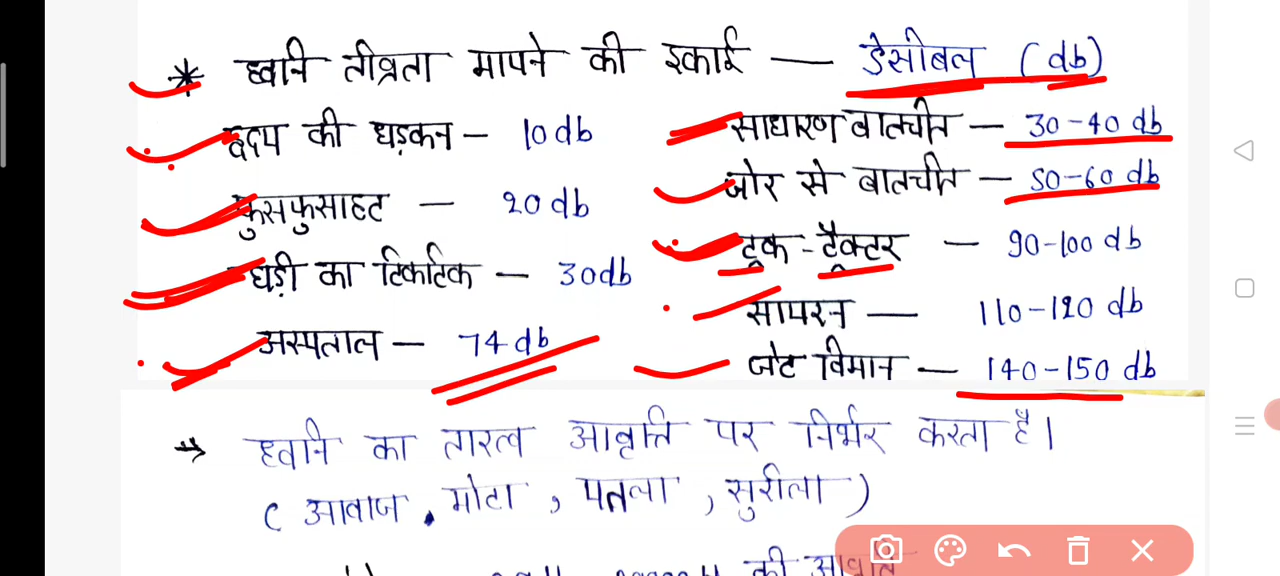 * ध्वनि तीव्रता मापने की इकाई — डेसीबल (db)
हृदय की धड़कन — 10 db
फुसफुसाहट — 20 db
घड़ी का टिकटिक — 30db
अस्पताल — 74 db
साधारण बातचीत — 30-40 db
जोर से बातचीत — 50-60 db
ट्रक - ट्रैक्टर — 90-100 db
सायरन — 110-120 db
जेट विमान — 140-150 db
→ ध्वनि का तारत्व आवृत्ति पर निर्भर करता है।
( आवाज , मोटा , पतला , सुरीला )
की आवृत्ति